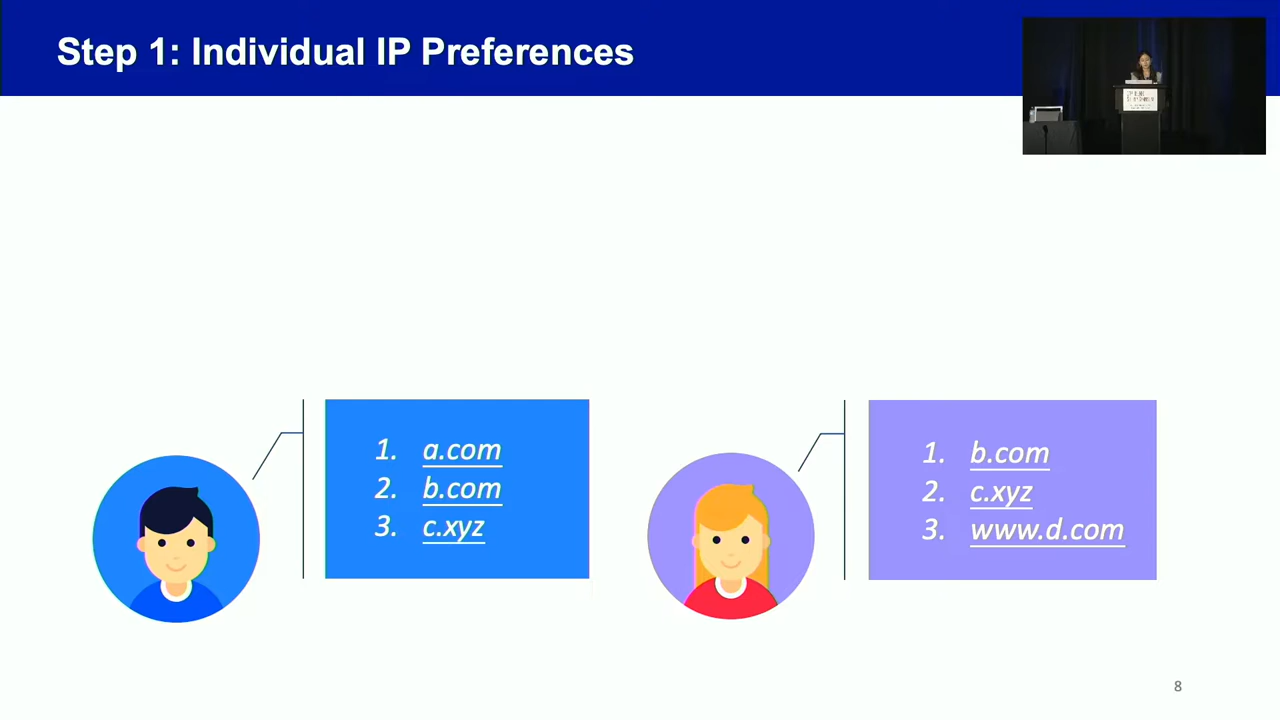 Step 1: Individual IP Preferences
1. a.com
2. b.com
3. c.xyz
1. b.com
2. c.xyz
3. www.d.com
8